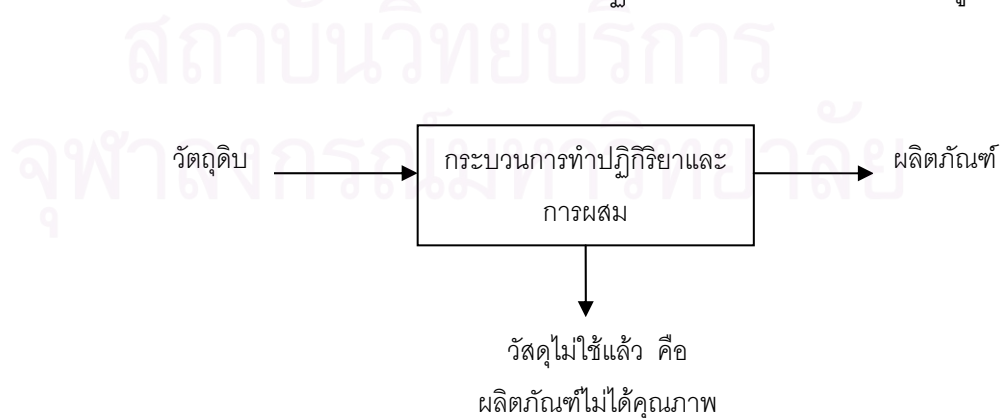 สถาบันวิทยบริการ
จุฬาลงกรณ์มหาวิทยาลัย
วัตถุดิบ
กระบวนการทำปฏิกิริยาและ
การผสม
ผลิตภัณฑ์
วัสดุไม่ใช้แล้ว คือ
ผลิตภัณฑ์ไม่ได้คุณภาพ